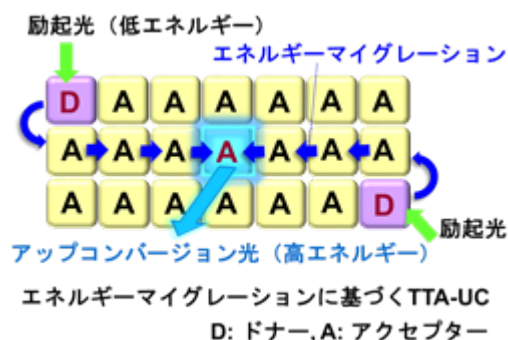 励起光（低エネルギー）
エネルギーマイグレーション
D A A A A A A
A A A A A A A
A A A A A A D
励起光
アップコンバージョン光（高エネルギー）
エネルギーマイグレーションに基づくTTA-UC
D: ドナー, A: アクセプター